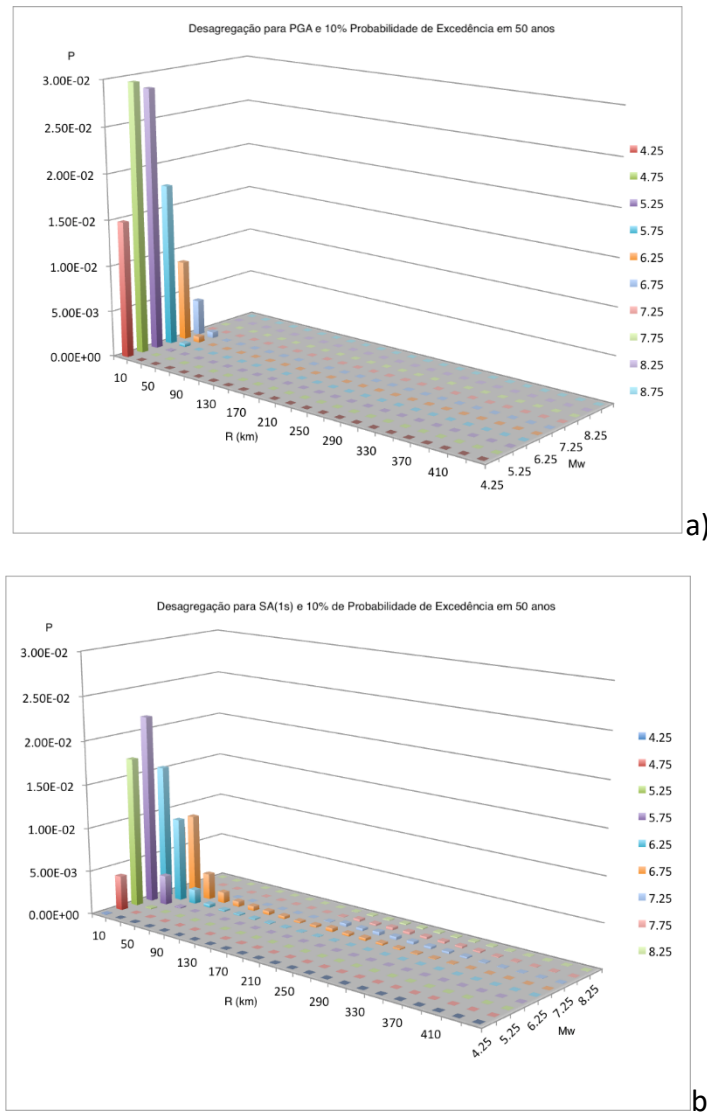 Desagregação para PGA e 10% Probabilidade de Excedência em 50 anos
P
3.00E-02
2.50E-02
2.00E-02
1.50E-02
1.00E-02
5.00E-03
0.00E+00
10
50
90
130
170
210
250
290
330
370
410
R (km)
4.25
5.25
6.25
7.25
8.25
Mw
4.25
4.75
5.25
5.75
6.25
6.75
7.25
7.75
8.25
8.75
a)
Desagregação para SA(1s) e 10% de Probabilidade de Excedência em 50 anos
P
3.00E-02
2.50E-02
2.00E-02
1.50E-02
1.00E-02
5.00E-03
0.00E+00
10
50
90
130
170
210
250
290
330
370
410
R (km)
4.25
5.25
6.25
7.25
8.25
Mw
4.25
4.75
5.25
5.75
6.25
6.75
7.25
7.75
8.25
b